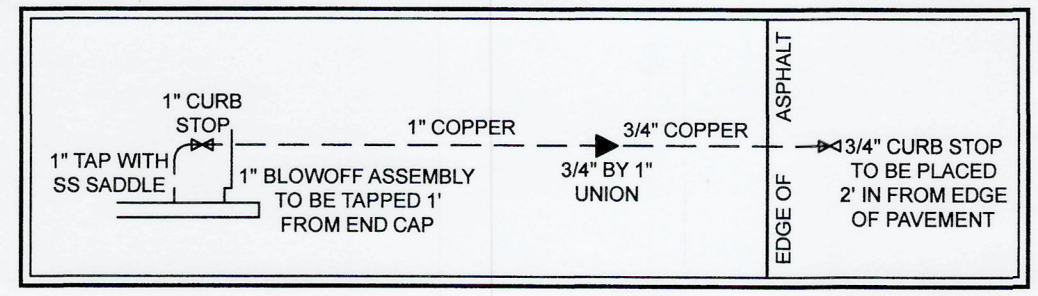 1" CURB
STOP
1" TAP WITH
SS SADDLE
1" BLOWOFF ASSEMBLY
TO BE TAPPED 1'
FROM END CAP
1" COPPER
3/4" COPPER
3/4" BY 1"
UNION
EDGE OF ASPHALT
3/4" CURB STOP
TO BE PLACED
2' IN FROM EDGE
OF PAVEMENT